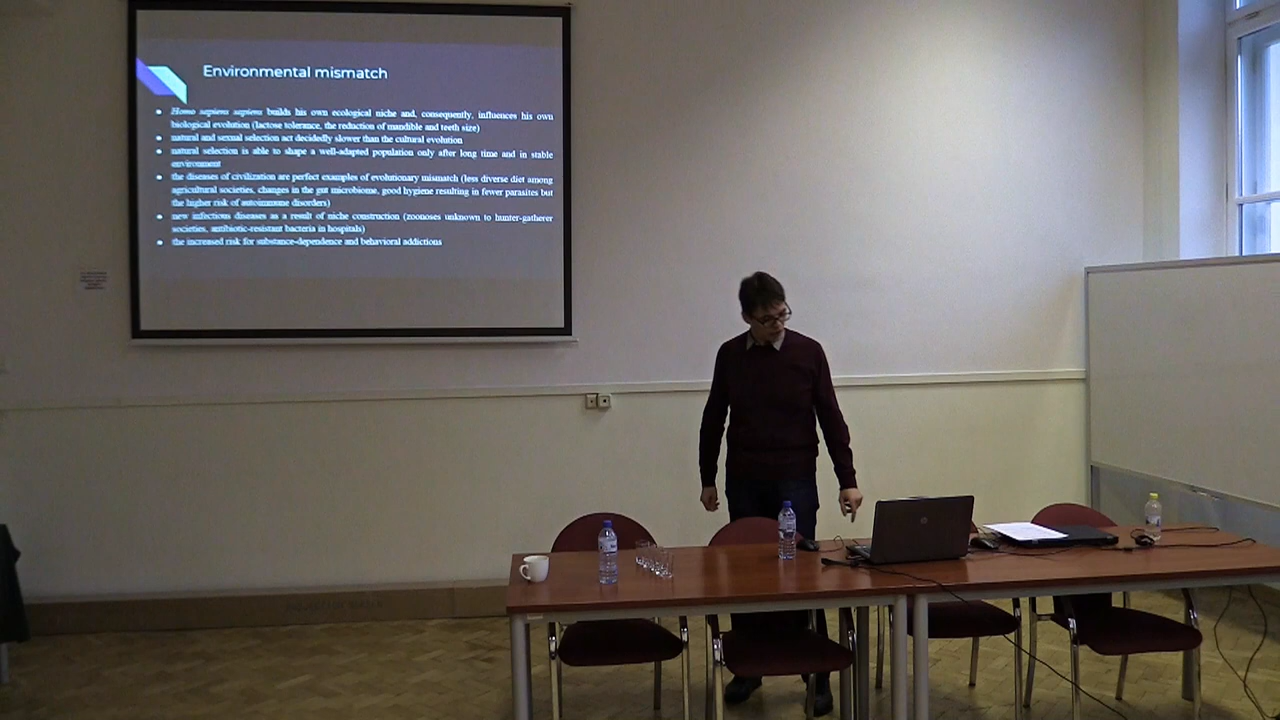 Environmental mismatch
• Homo sapiens sapiens builds his own ecological niche and, consequently, influences his own
biological evolution (lactose tolerance, the reduction of mandible and teeth size)
• natural and sexual selection act decidedly slower than the cultural evolution
• natural selection is able to shape a well-adapted population only after long time and in stable
environment
• the diseases of civilization are perfect examples of evolutionary mismatch (less diverse diet among
agricultural societies, changes in the gut microbiome, good hygiene resulting in fewer parasites but
the higher risk of autoimmune disorders)
• new infectious diseases as a result of niche construction (zoonoses unknown to hunter-gatherer
societies, antibiotic-resistant bacteria in hospitals)
• the increased risk for substance-dependence and behavioral addictions